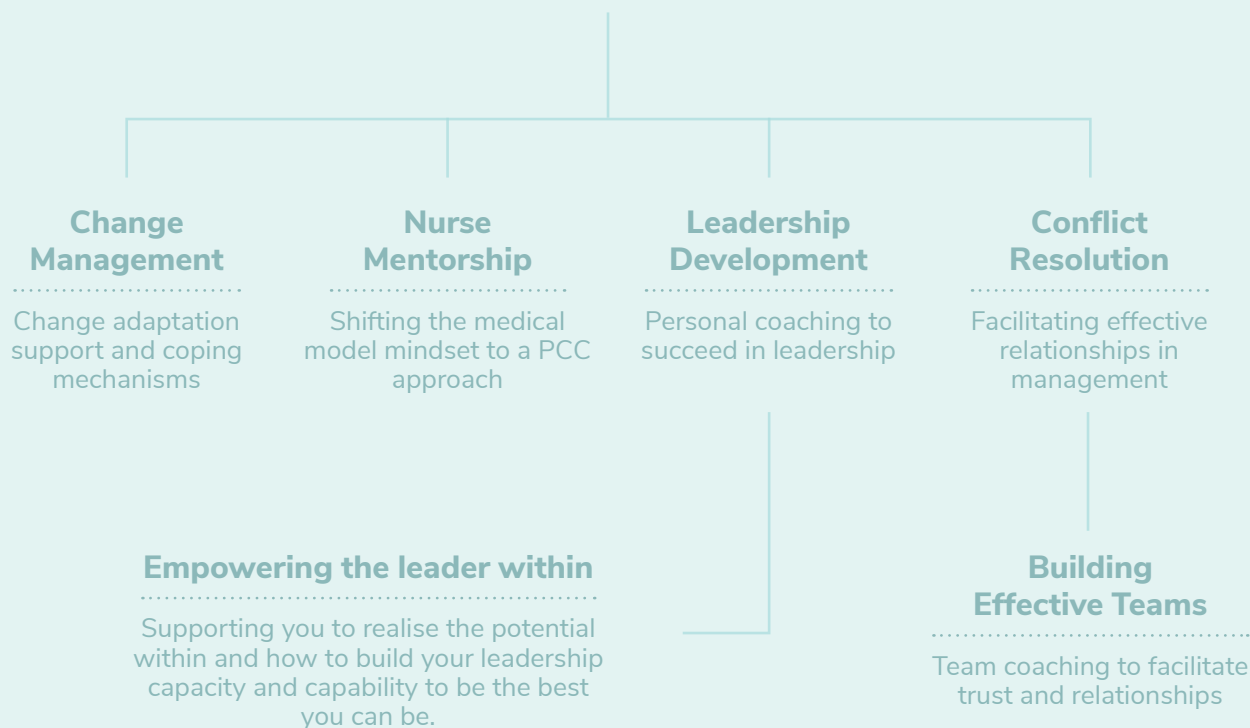 Change
Management
Change adaptation
support and coping
mechanisms
Nurse
Mentorship
Shifting the medical
model mindset to a PCC
approach
Leadership
Development
Personal coaching to
succeed in leadership
Conflict
Resolution
Facilitating effective
relationships in
management
Empowering the leader within
Supporting you to realise the potential
within and how to build your leadership
capacity and capability to be the best
you can be.
Building
Effective Teams
Team coaching to facilitate
trust and relationships